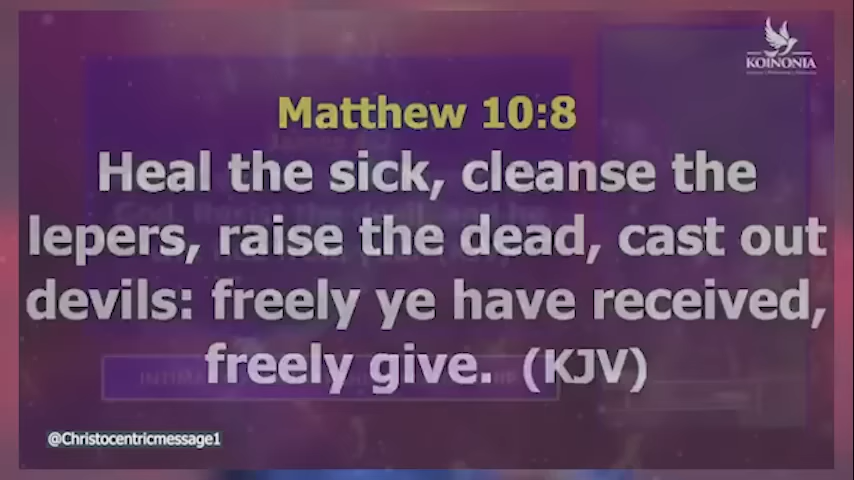 KOINONIA
Matthew 10:8
Heal the sick, cleanse the
lepers, raise the dead, cast out
devils: freely ye have received,
freely give. (KJV)
@Christocentricmessage1